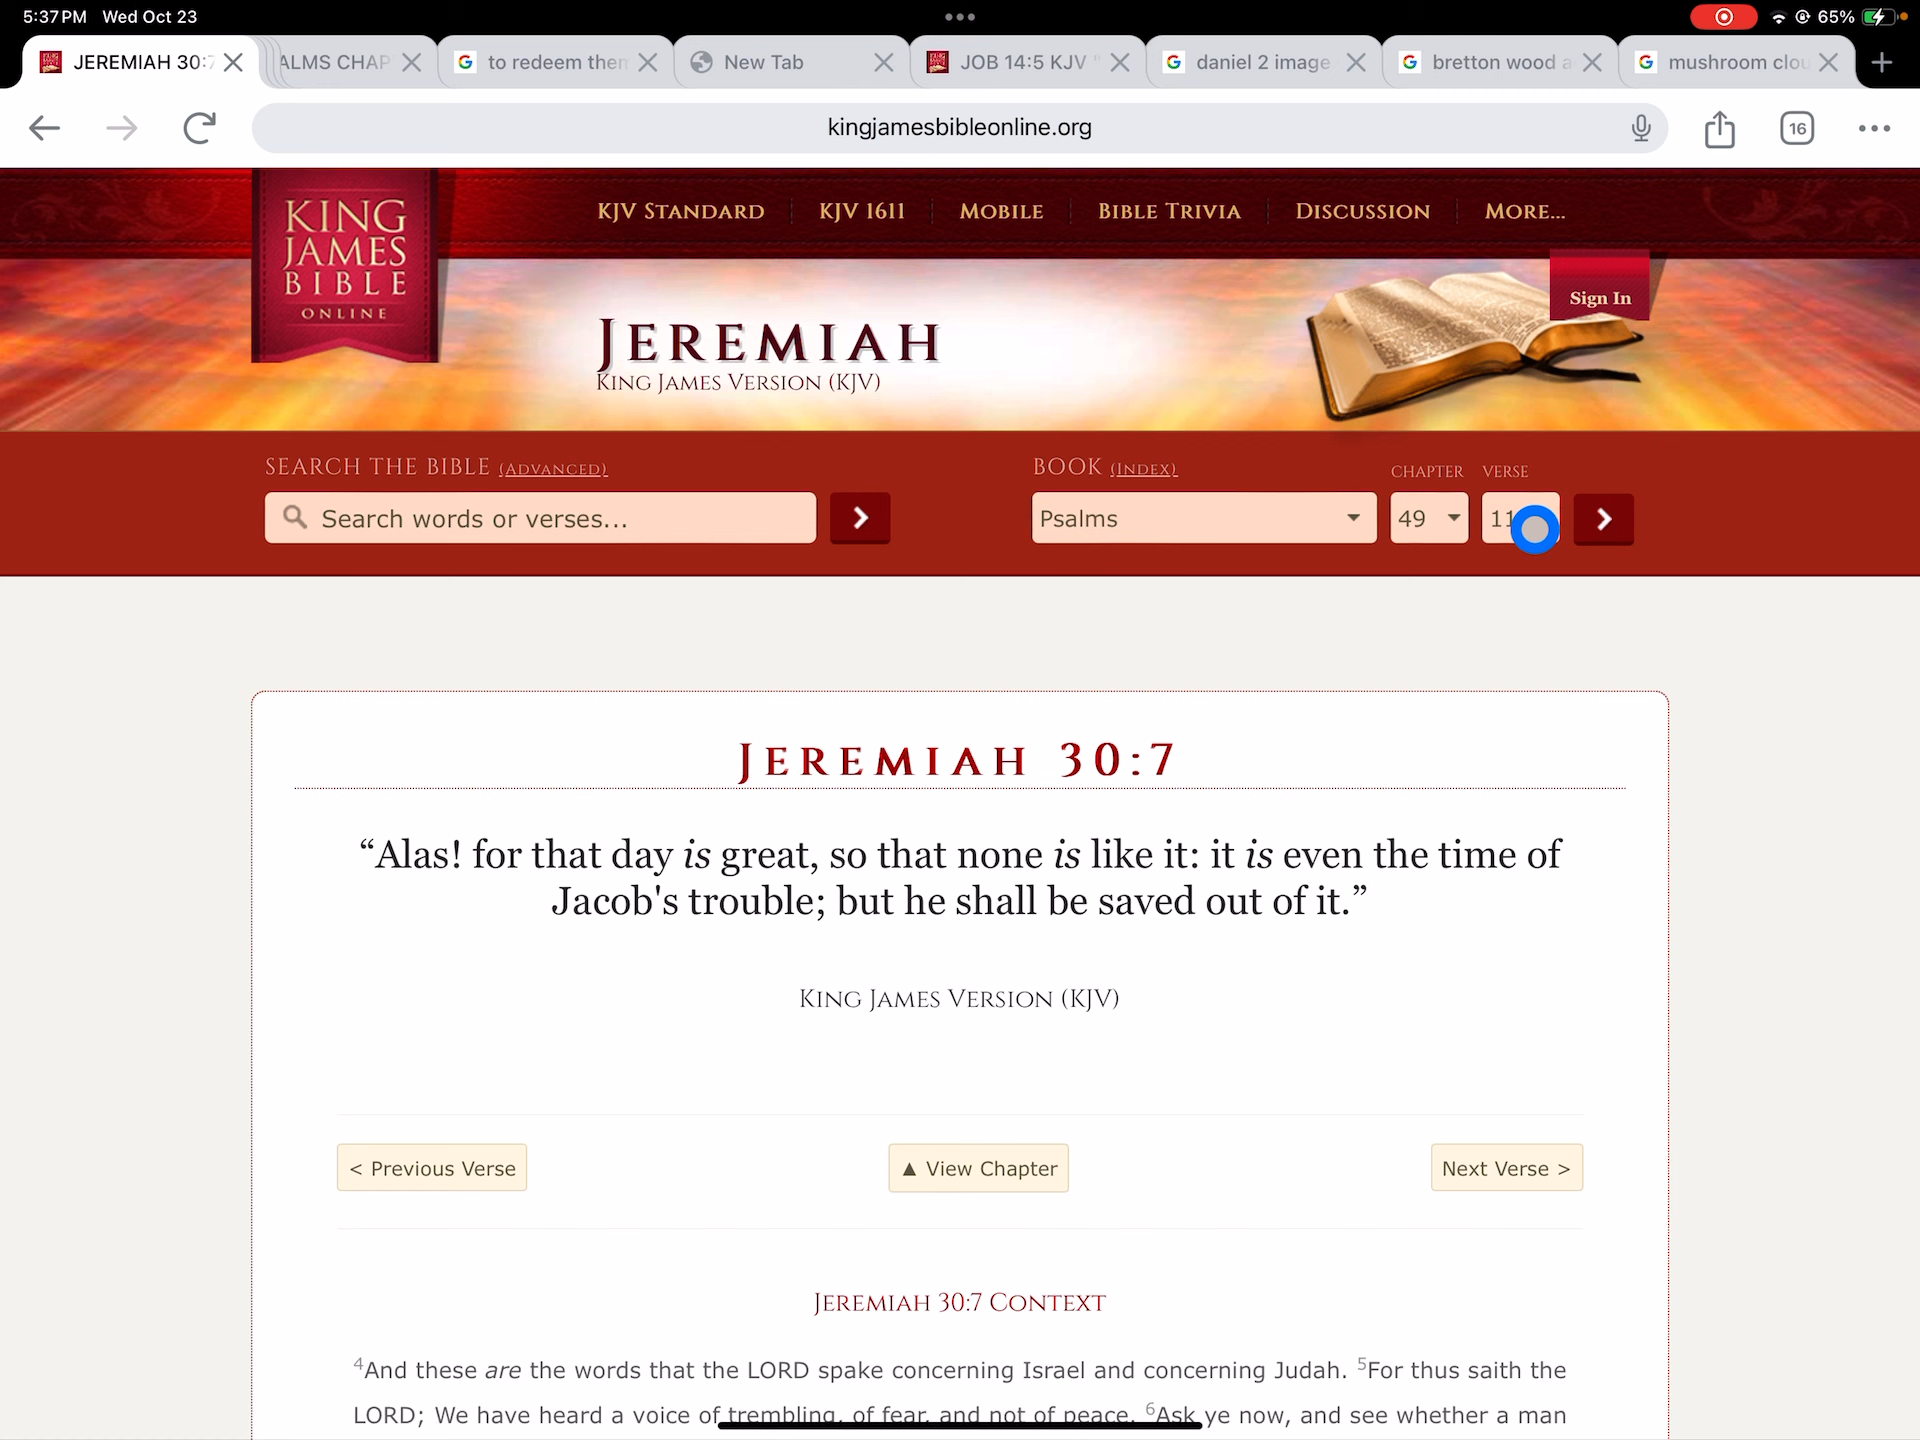 5:37 PM Wed Oct 23
65%
JEREMIAH 30:7
ALMS CHAP
to redeem then
New Tab
JOB 14:5 KJV "
daniel 2 image
bretton wood a
mushroom clou
kingjamesbibleonline.org
16
KING
JAMES
BIBLE
ONLINE
KJV STANDARD
KJV 1611
MOBILE
BIBLE TRIVIA
DISCUSSION
MORE...
Sign In
JEREMIAH
KING JAMES VERSION (KJV)
SEARCH THE BIBLE (ADVANCED)
BOOK (INDEX)
CHAPTER
VERSE
Search words or verses...
Psalms
49
11
JEREMIAH 30:7
“Alas! for that day is great, so that none is like it: it is even the time of
Jacob's trouble; but he shall be saved out of it.”
KING JAMES VERSION (KJV)
< Previous Verse
▲ View Chapter
Next Verse >
JEREMIAH 30:7 CONTEXT
4And these are the words that the LORD spake concerning Israel and concerning Judah. 5For thus saith the
LORD; We have heard a voice of trembling, of fear, and not of peace. 6Ask ye now, and see whether a man